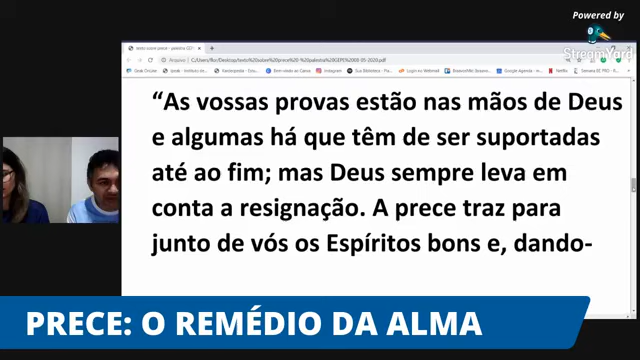 Powered by
StreamYard
“As vossas provas estão nas mãos de Deus
e algumas há que têm de ser suportadas
até ao fim; mas Deus sempre leva em
conta a resignação. A prece traz para
junto de vós os Espíritos bons e, dando-
PRECE: O REMÉDIO DA ALMA